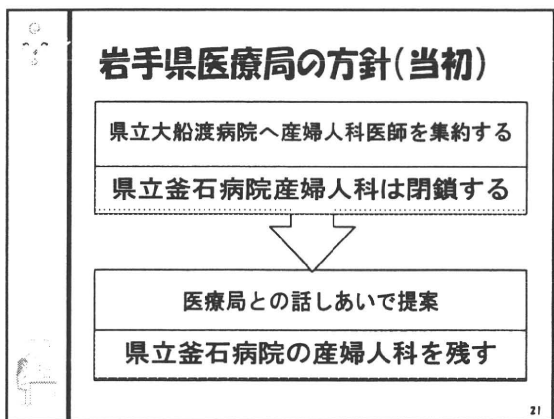 岩手県医療局の方針(当初)
県立大船渡病院へ産婦人科医師を集約する
県立釜石病院産婦人科は閉鎖する
医療局との話しあいで提案
県立釜石病院の産婦人科を残す
21